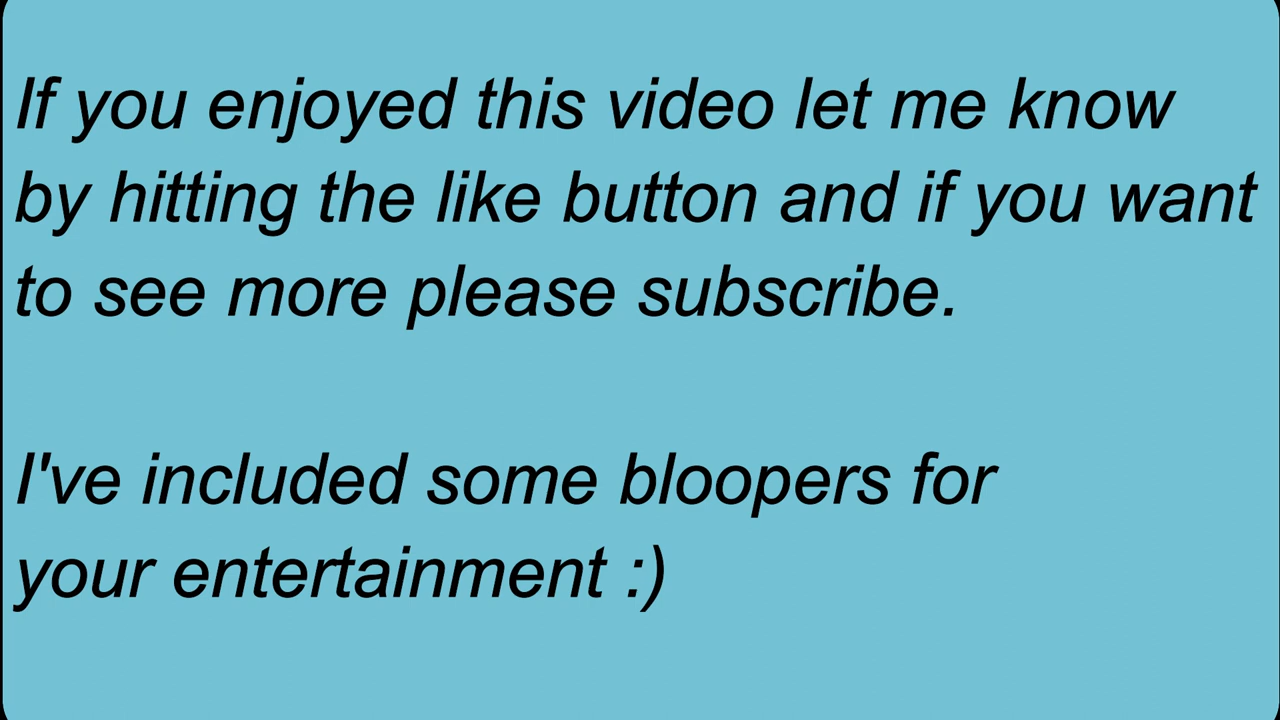 If you enjoyed this video let me know
by hitting the like button and if you want
to see more please subscribe.
I've included some bloopers for
your entertainment :)